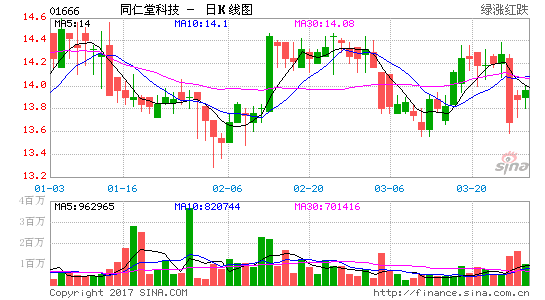 01666 同仁堂科技 - 日K线图 绿涨红跌
MA5:14 MA10:14.1 MA30:14.08
14.6
14.4
14.2
14.0
13.8
13.6
13.4
13.2
sina
01-03 01-16 02-06 02-20 03-06 03-20
MA5:962965 MA10:820744 MA30:701416
4百万
3百万
2百万
1百万
Copyright 2017 SINA.COM http://finance.sina.com.cn